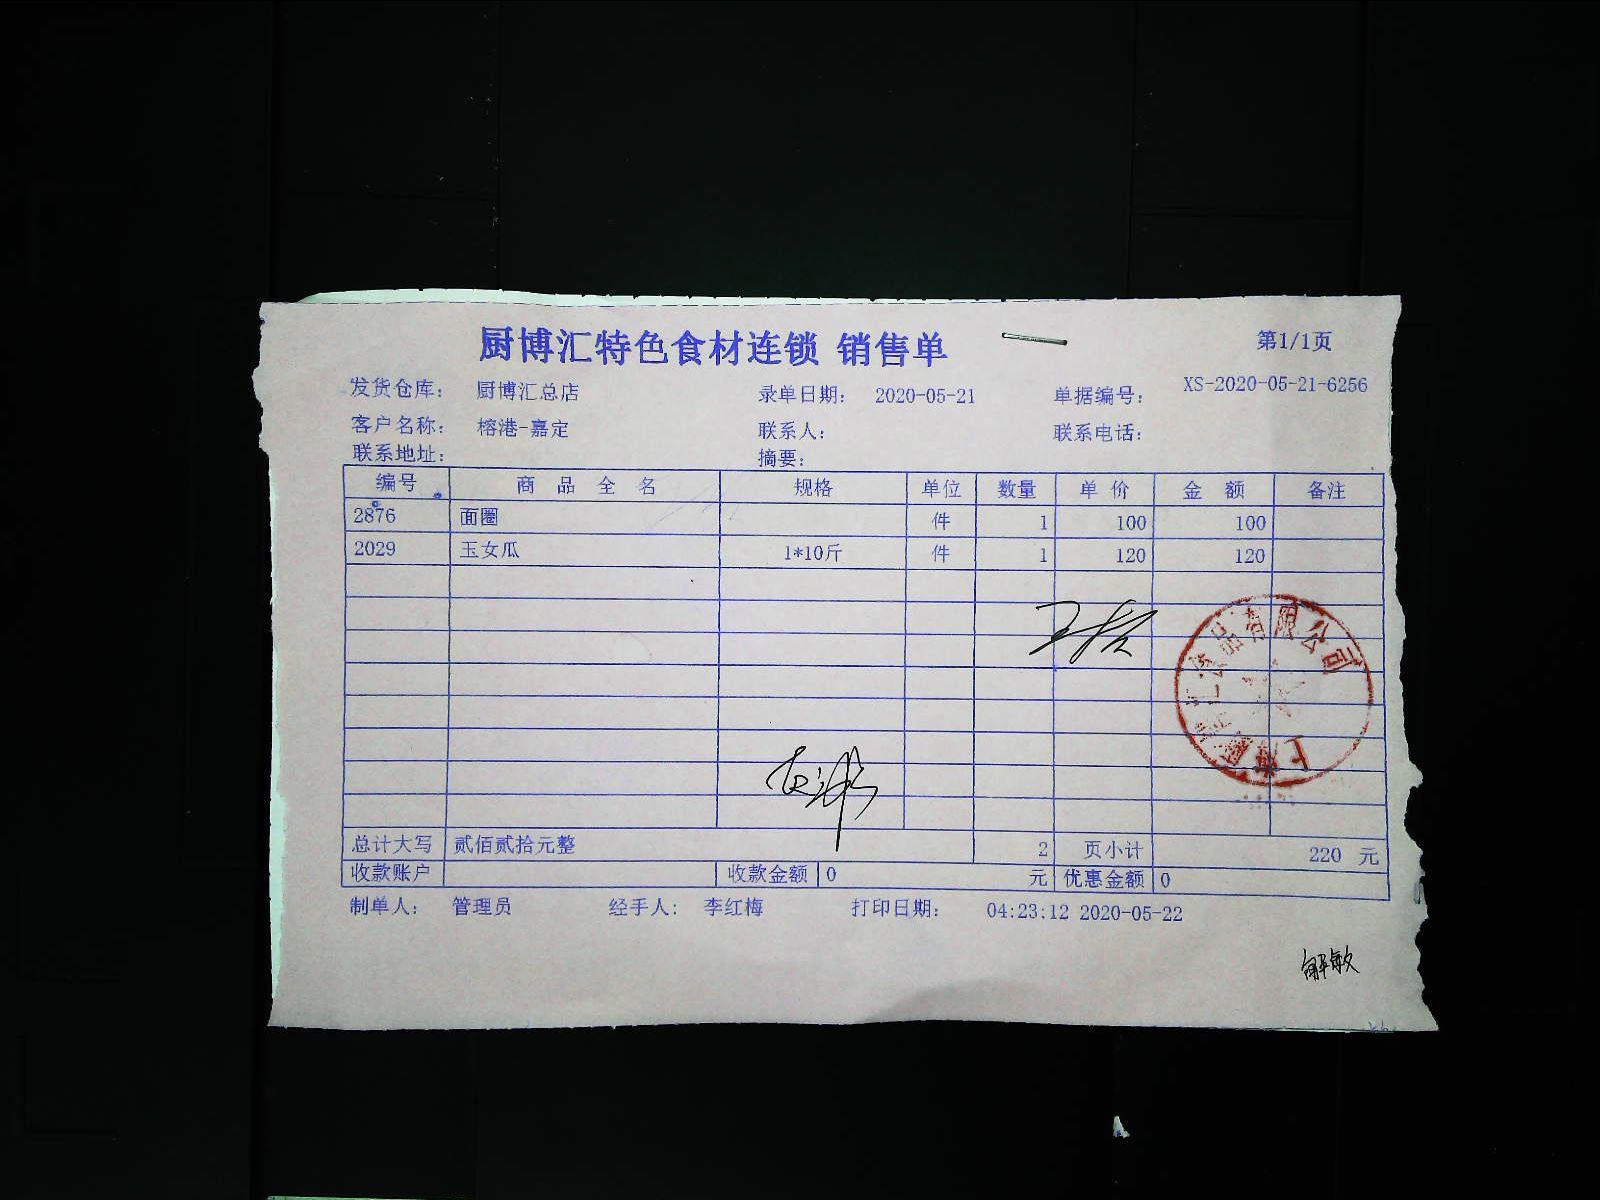 厨博汇特色食材连锁 销售单
第1/1页
发货仓库: 厨博汇总店 录单日期: 2020-05-21 单据编号: XS-2020-05-21-6256
客户名称: 榕港-嘉定 联系人: 联系电话:
联系地址: 摘要:
编号 商品全名 规格 单位 数量 单价 金额 备注
2876 面圈 件 1 100 100
2029 玉女瓜 1*10斤 件 1 120 120
品有限公司
上海
总计大写 贰佰贰拾元整 2 页小计 220 元
收款账户 收款金额 0 元 优惠金额 0
制单人: 管理员 经手人: 李红梅 打印日期: 04:23:12 2020-05-22
解敏